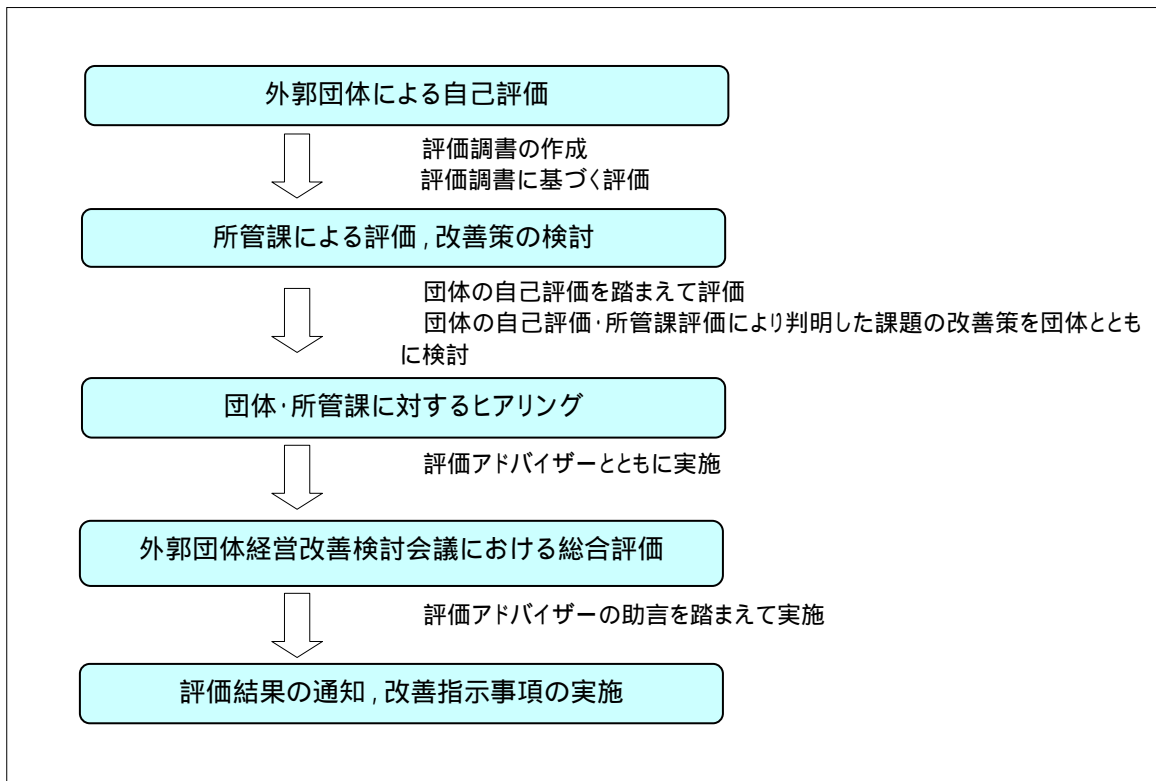 外郭団体による自己評価
評価調書の作成
評価調書に基づく評価
所管課による評価，改善策の検討
団体の自己評価を踏まえて評価
団体の自己評価・所管課評価により判明した課題の改善策を団体ととも
に検討
団体・所管課に対するヒアリング
評価アドバイザーとともに実施
外郭団体経営改善検討会議における総合評価
評価アドバイザーの助言を踏まえて実施
評価結果の通知，改善指示事項の実施